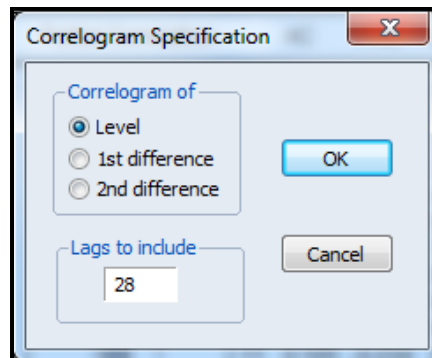 Correlogram Specification
Correlogram of
Level
1st difference
2nd difference
OK
Lags to include
28
Cancel